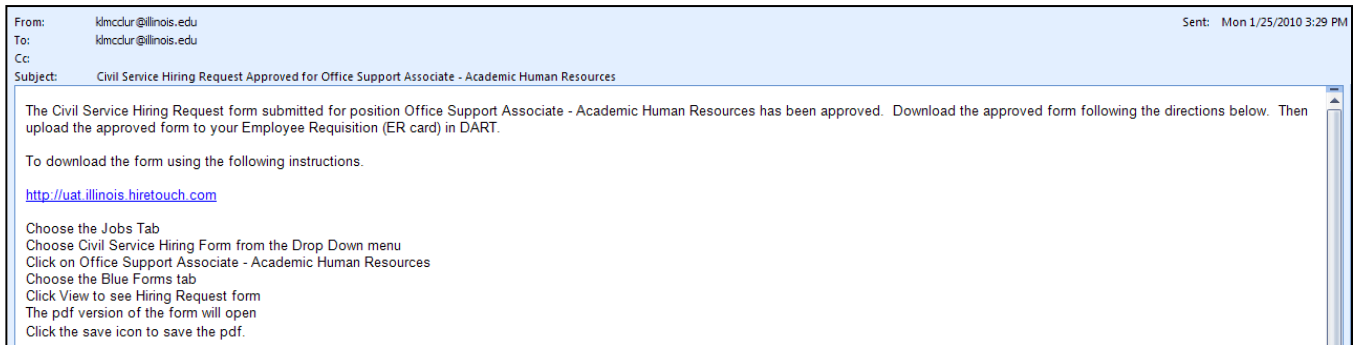 From: klmcclur@illinois.edu Sent: Mon 1/25/2010 3:29 PM
To: klmcclur@illinois.edu
Cc:
Subject: Civil Service Hiring Request Approved for Office Support Associate - Academic Human Resources
The Civil Service Hiring Request form submitted for position Office Support Associate - Academic Human Resources has been approved.  Download the approved form following the directions below.  Then
upload the approved form to your Employee Requisition (ER card) in DART.
To download the form using the following instructions.
http://uat.illinois.hiretouch.com
Choose the Jobs Tab
Choose Civil Service Hiring Form from the Drop Down menu
Click on Office Support Associate - Academic Human Resources
Choose the Blue Forms tab
Click View to see Hiring Request form
The pdf version of the form will open
Click the save icon to save the pdf.